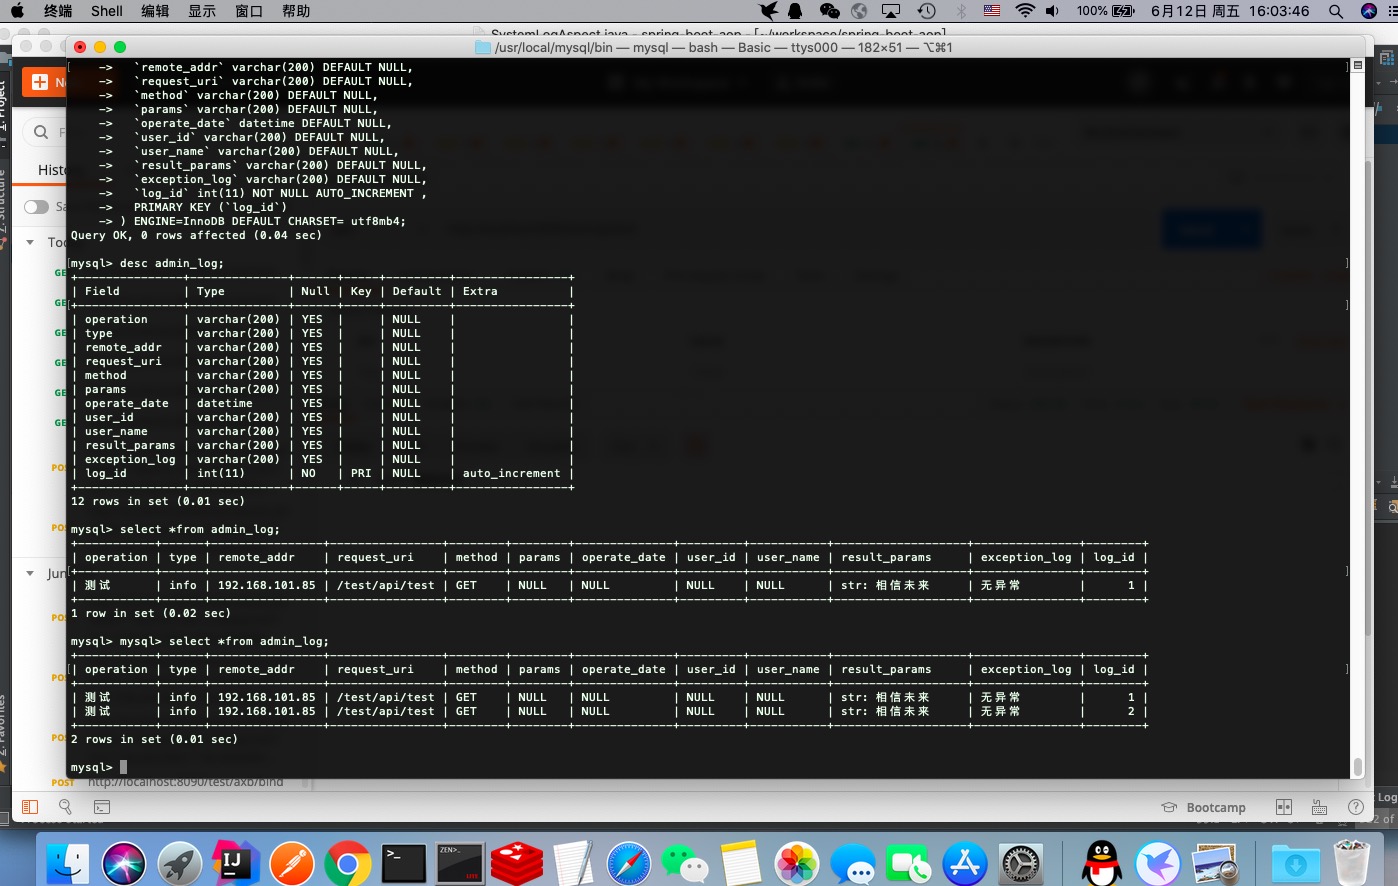 终端 Shell 编辑 显示 窗口 帮助 100% 6月12日 周五 16:03:46
SystemLogAspect.java - spring-boot-aop - [~/workspace/spring-boot-aop]
/usr/local/mysql/bin — mysql — bash — Basic — ttys000 — 182×51 — ⌥⌘1
    ->   `remote_addr` varchar(200) DEFAULT NULL,
    ->   `request_uri` varchar(200) DEFAULT NULL,
    ->   `method` varchar(200) DEFAULT NULL,
    ->   `params` varchar(200) DEFAULT NULL,
    ->   `operate_date` datetime DEFAULT NULL,
    ->   `user_id` varchar(200) DEFAULT NULL,
    ->   `user_name` varchar(200) DEFAULT NULL,
    ->   `result_params` varchar(200) DEFAULT NULL,
    ->   `exception_log` varchar(200) DEFAULT NULL,
    ->   `log_id` int(11) NOT NULL AUTO_INCREMENT ,
    ->   PRIMARY KEY (`log_id`)
    -> ) ENGINE=InnoDB DEFAULT CHARSET= utf8mb4;
Query OK, 0 rows affected (0.04 sec)
mysql> desc admin_log;
+---------------+--------------+------+-----+---------+----------------+
| Field         | Type         | Null | Key | Default | Extra          |
+---------------+--------------+------+-----+---------+----------------+
| operation     | varchar(200) | YES  |     | NULL    |                |
| type          | varchar(200) | YES  |     | NULL    |                |
| remote_addr   | varchar(200) | YES  |     | NULL    |                |
| request_uri   | varchar(200) | YES  |     | NULL    |                |
| method        | varchar(200) | YES  |     | NULL    |                |
| params        | varchar(200) | YES  |     | NULL    |                |
| operate_date  | datetime     | YES  |     | NULL    |                |
| user_id       | varchar(200) | YES  |     | NULL    |                |
| user_name     | varchar(200) | YES  |     | NULL    |                |
| result_params | varchar(200) | YES  |     | NULL    |                |
| exception_log | varchar(200) | YES  |     | NULL    |                |
| log_id        | int(11)      | NO   | PRI | NULL    | auto_increment |
+---------------+--------------+------+-----+---------+----------------+
12 rows in set (0.01 sec)
mysql> select *from admin_log;
+-----------+------+----------------+---------------+--------+--------+--------------+---------+-----------+-------------------+---------------+--------+
| operation | type | remote_addr    | request_uri    | method | params | operate_date | user_id | user_name | result_params     | exception_log | log_id |
+-----------+------+----------------+---------------+--------+--------+--------------+---------+-----------+-------------------+---------------+--------+
| 测试      | info | 192.168.101.85 | /test/api/test | GET    | NULL   | NULL         | NULL    | NULL      | str: 相信未来     | 无异常        |      1 |
+-----------+------+----------------+---------------+--------+--------+--------------+---------+-----------+-------------------+---------------+--------+
1 row in set (0.02 sec)
mysql> mysql> select *from admin_log;
+-----------+------+----------------+---------------+--------+--------+--------------+---------+-----------+-------------------+---------------+--------+
| operation | type | remote_addr    | request_uri    | method | params | operate_date | user_id | user_name | result_params     | exception_log | log_id |
+-----------+------+----------------+---------------+--------+--------+--------------+---------+-----------+-------------------+---------------+--------+
| 测试      | info | 192.168.101.85 | /test/api/test | GET    | NULL   | NULL         | NULL    | NULL      | str: 相信未来     | 无异常        |      1 |
| 测试      | info | 192.168.101.85 | /test/api/test | GET    | NULL   | NULL         | NULL    | NULL      | str: 相信未来     | 无异常        |      2 |
+-----------+------+----------------+---------------+--------+--------+--------------+---------+-----------+-------------------+---------------+--------+
2 rows in set (0.01 sec)
mysql>
POST http://localhost:8090/test/axb/bind
Bootcamp